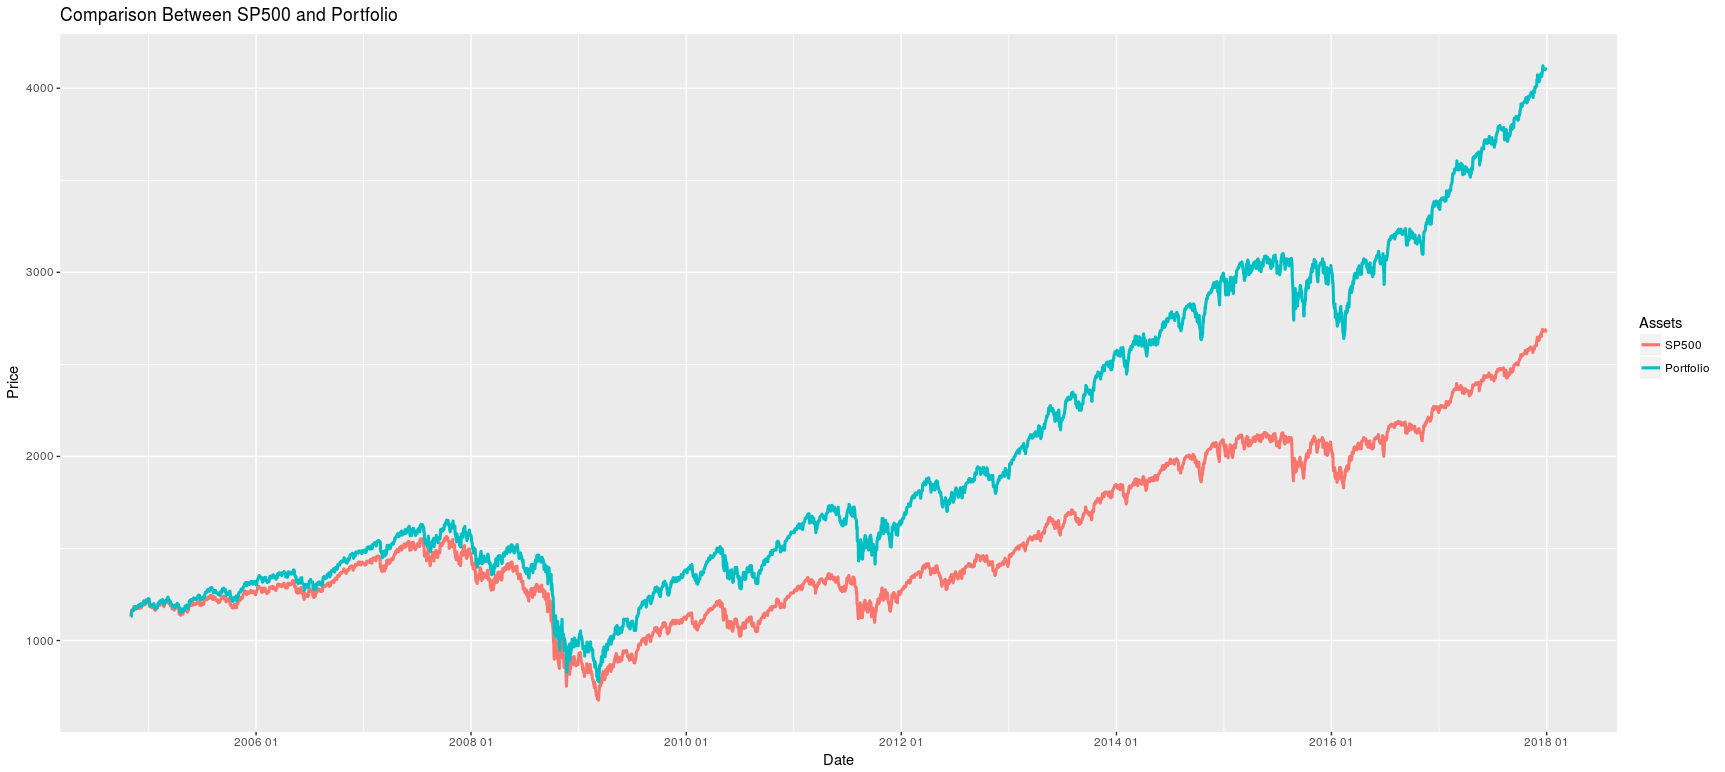 Comparison Between SP500 and Portfolio
4000
3000
2000
1000
Price
2006 01
2008 01
2010 01
2012 01
2014 01
2016 01
2018 01
Date
Assets
SP500
Portfolio